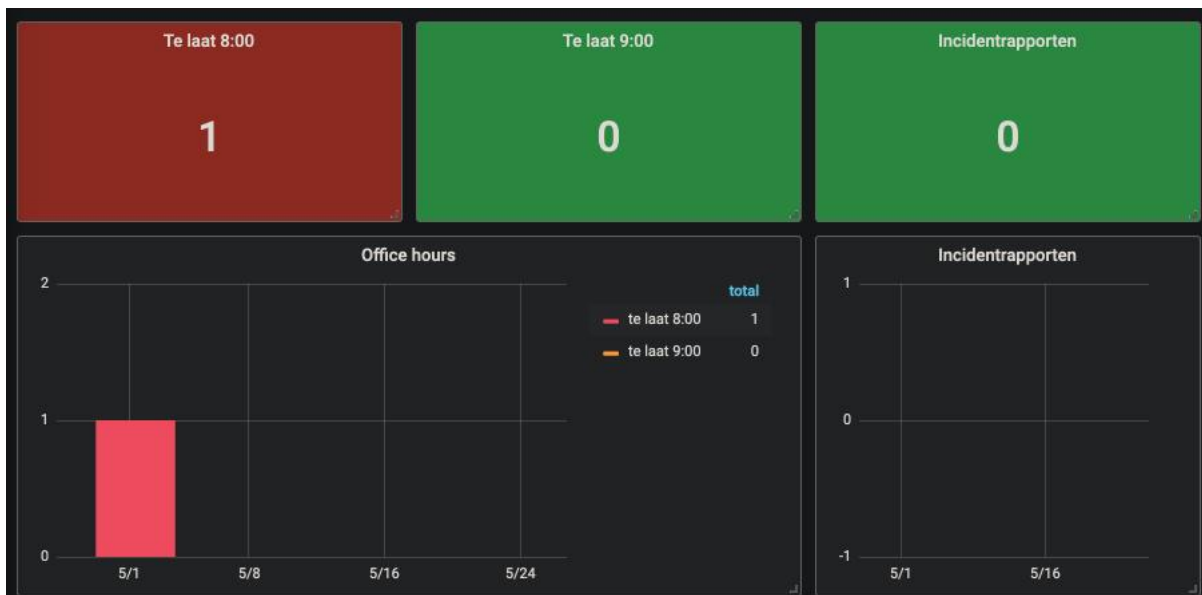 Te laat 8:00
1
Te laat 9:00
0
Incidentrapporten
0
Office hours
2
1
0
5/1
5/8
5/16
5/24
total
te laat 8:00 1
te laat 9:00 0
Incidentrapporten
1
0
-1
5/1
5/16